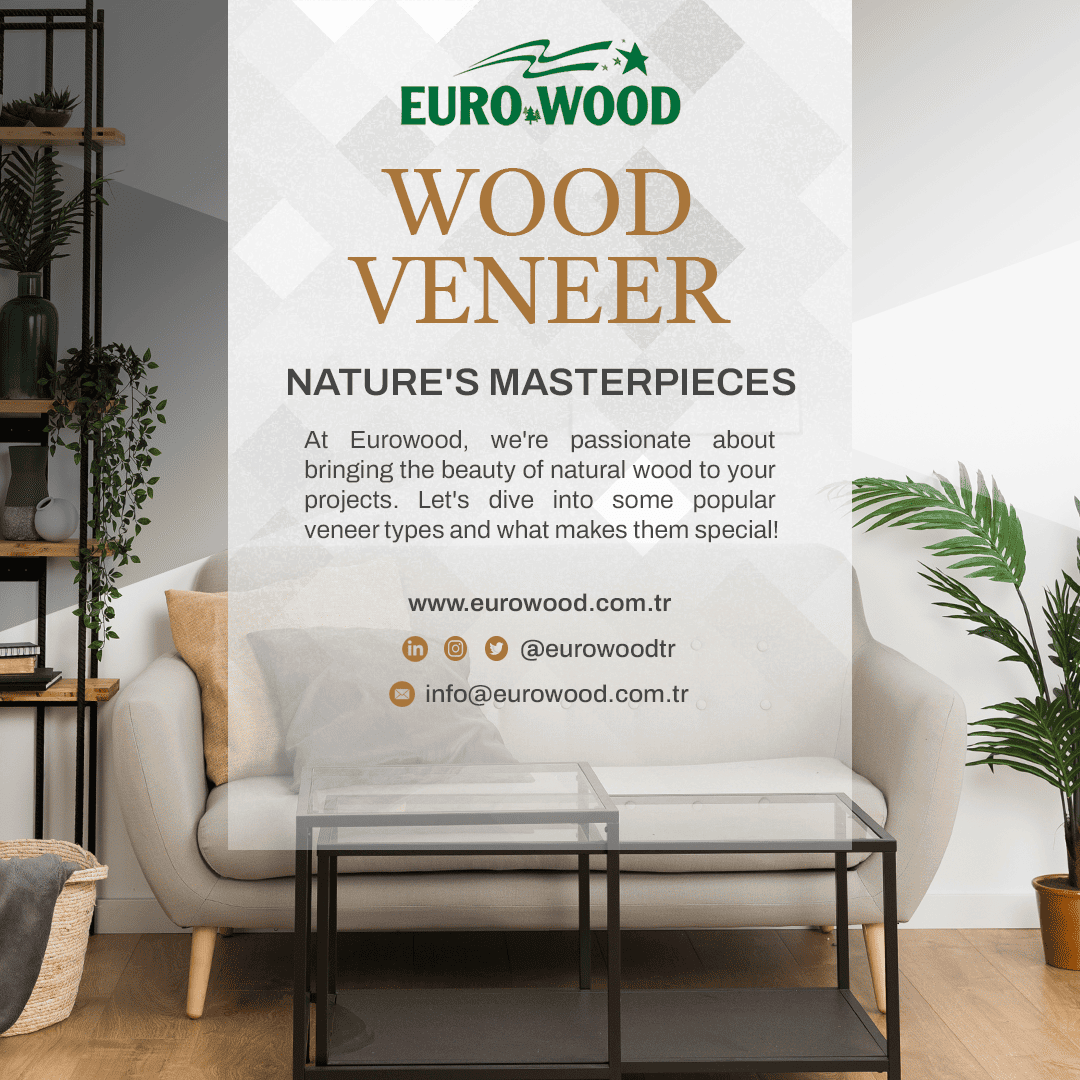 EURO WOOD
WOOD
VENEER
NATURE'S MASTERPIECES
At Eurowood, we're passionate about
bringing the beauty of natural wood to your
projects. Let's dive into some popular
veneer types and what makes them special!
www.eurowood.com.tr
@eurowoodtr
info@eurowood.com.tr